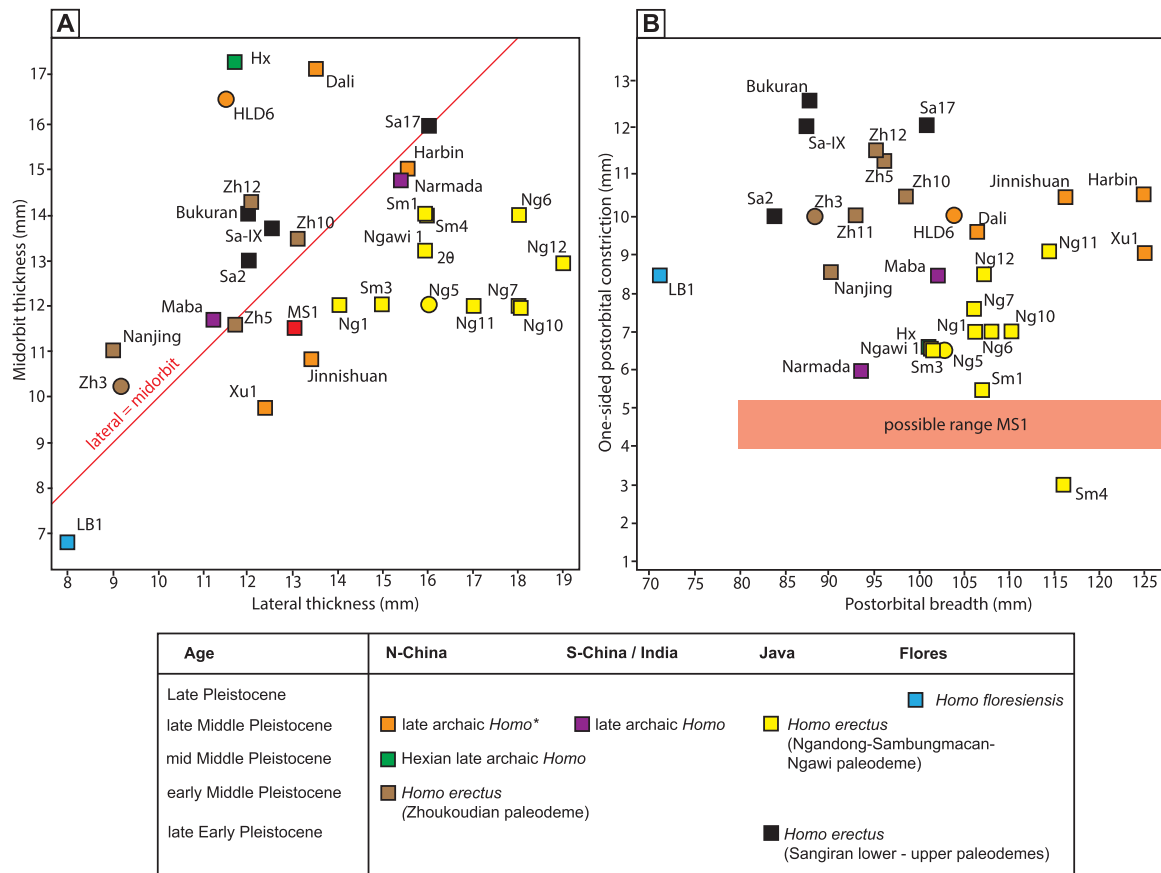 A
B
Midorbit thickness (mm)
17
16
15
14
13
12
11
10
9
8
7
Hx
Dali
HLD6
Sa17
Harbin
Narmada
Zh12
Bukuran
Sa-IX
Sa2
Zh10
Sm1
Sm4
Ng6
Ngawi 1
2θ
Ng12
Maba
Zh5
MS1
Sm3
Ng1
Ng5
Ng7
Ng11
Ng10
Nanjing
Zh3
Xu1
Jinnishuan
lateral = midorbit
LB1
8 9 10 11 12 13 14 15 16 17 18 19
Lateral thickness (mm)
One-sided postorbital constriction (mm)
13
12
11
10
9
8
7
6
5
4
3
2
1
Bukuran
Sa-IX
Sa17
Zh12
Zh5
Sa2
Zh3
Zh11
Zh10
HLD6
Dali
Jinnishuan
Harbin
Xu1
LB1
Nanjing
Maba
Ng12
Ng11
Ng7
Hx
Ng1
Ng10
Ngawi 1
Sm3
Ng5
Ng6
Narmada
Sm1
possible range MS1
Sm4
70 75 80 85 90 95 100 105 110 115 120 125
Postorbital breadth (mm)
Age N-China S-China / India Java Flores
Late Pleistocene
Homo floresiensis
late Middle Pleistocene
late archaic Homo*
late archaic Homo
Homo erectus
(Ngandong-Sambungmacan-
Ngawi paleodeme)
mid Middle Pleistocene
Hexian late archaic Homo
early Middle Pleistocene
Homo erectus
(Zhoukoudian paleodeme)
late Early Pleistocene
Homo erectus
(Sangiran lower - upper paleodemes)